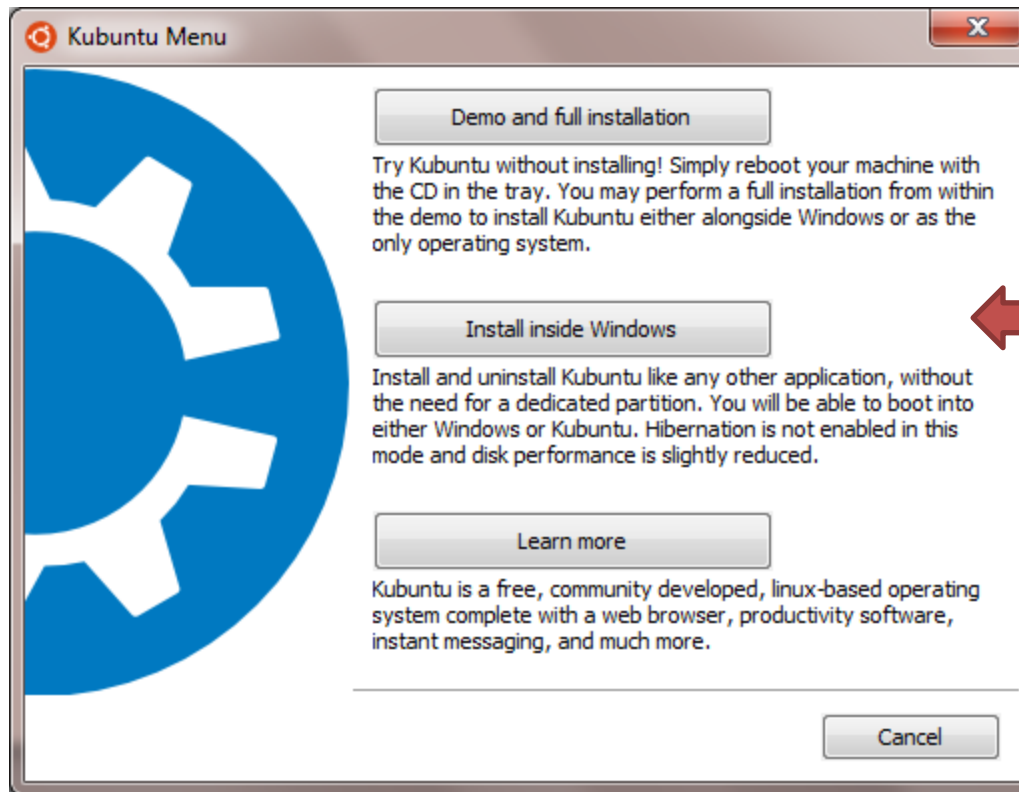 Kubuntu Menu
Demo and full installation
Try Kubuntu without installing! Simply reboot your machine with
the CD in the tray. You may perform a full installation from within
the demo to install Kubuntu either alongside Windows or as the
only operating system.
Install inside Windows
Install and uninstall Kubuntu like any other application, without
the need for a dedicated partition. You will be able to boot into
either Windows or Kubuntu. Hibernation is not enabled in this
mode and disk performance is slightly reduced.
Learn more
Kubuntu is a free, community developed, linux-based operating
system complete with a web browser, productivity software,
instant messaging, and much more.
Cancel